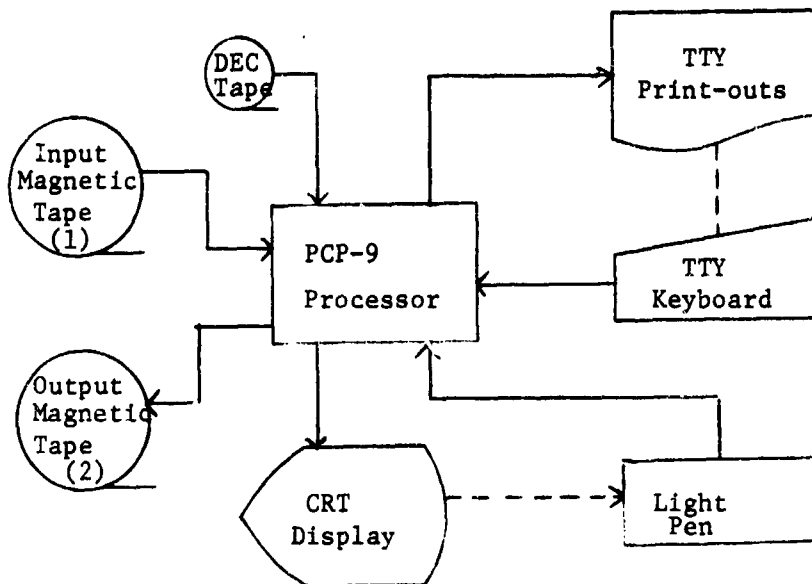 DEC
Tape
TTY
Print-outs
Input
Magnetic
Tape
(1)
PCP-9
Processor
TTY
Keyboard
Output
Magnetic
Tape
(2)
CRT
Display
Light
Pen